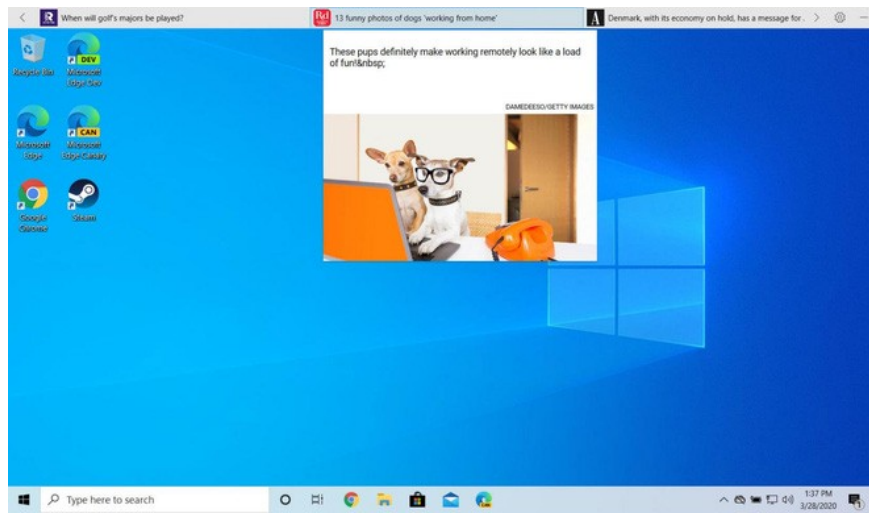 R When will golf's majors be played?
Rd 13 funny photos of dogs 'working from home'
A Denmark, with its economy on hold, has a message for .
These pups definitely make working remotely look like a load
of fun!&nbsp;
DAMEDEESO/GETTY IMAGES
Recycle Bin
DEV
Microsoft
Edge Dev
Microsoft
Edge
CAN
Microsoft
Edge Canary
Google
Chrome
Steam
Type here to search
1:37 PM
3/28/2020
1